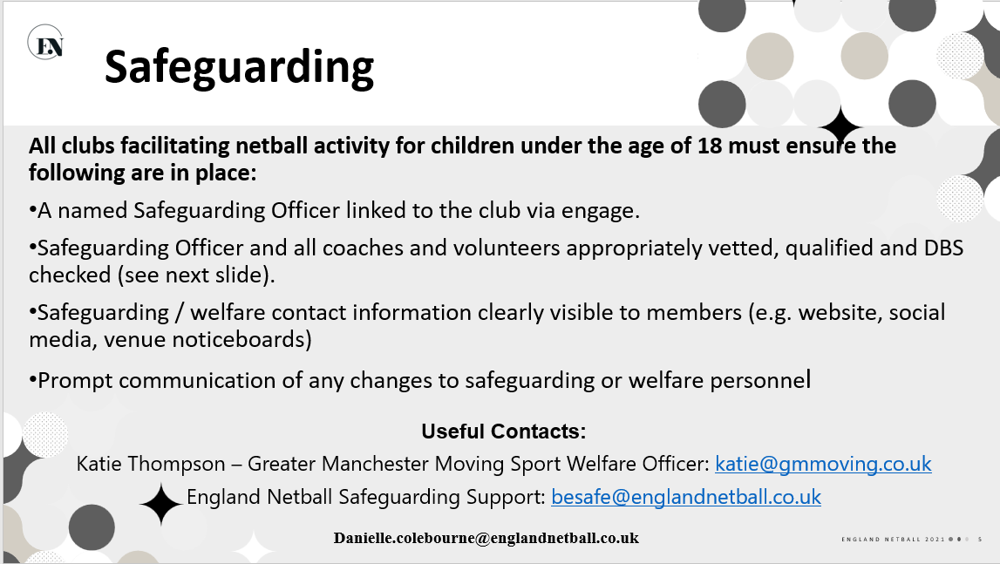 EN
Safeguarding
All clubs facilitating netball activity for children under the age of 18 must ensure the
following are in place:
•A named Safeguarding Officer linked to the club via engage.
•Safeguarding Officer and all coaches and volunteers appropriately vetted, qualified and DBS
checked (see next slide).
•Safeguarding / welfare contact information clearly visible to members (e.g. website, social
media, venue noticeboards)
•Prompt communication of any changes to safeguarding or welfare personnel
Useful Contacts:
Katie Thompson – Greater Manchester Moving Sport Welfare Officer: katie@gmmoving.co.uk
England Netball Safeguarding Support: besafe@englandnetball.co.uk
Danielle.colebourne@englandnetball.co.uk
ENGLAND NETBALL 2021 5